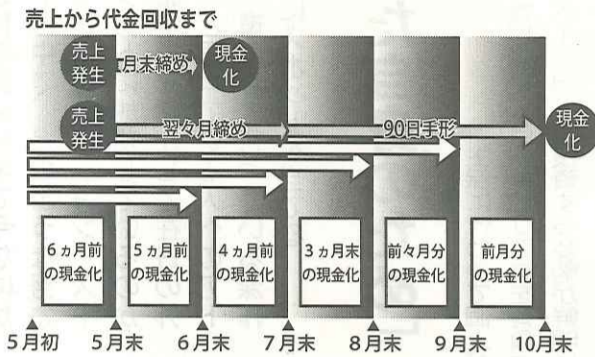 売上から代金回収まで
売上
発生
月末締め
現金
化
売上
発生
翌々月締め
90日手形
現金
化
6ヵ月前
の現金化
5ヵ月前
の現金化
4ヵ月前
の現金化
3ヵ月末
の現金化
前々月分
の現金化
前月分
の現金化
5月初
5月末
6月末
7月末
8月末
9月末
10月末